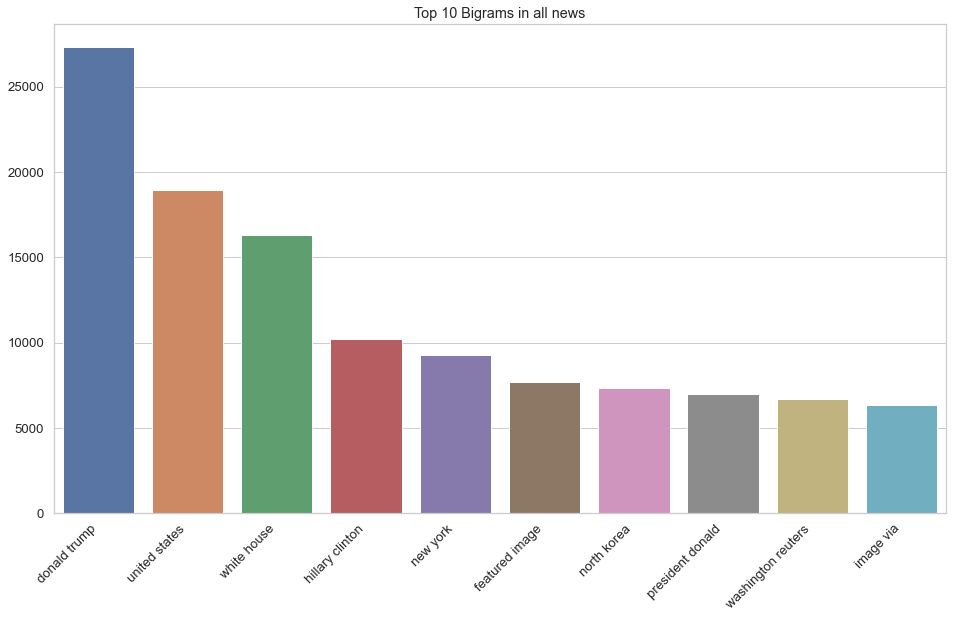 Top 10 Bigrams in all news
25000
20000
15000
10000
5000
0
donald trump
united states
white house
hillary clinton
new york
featured image
north korea
president donald
washington reuters
image via